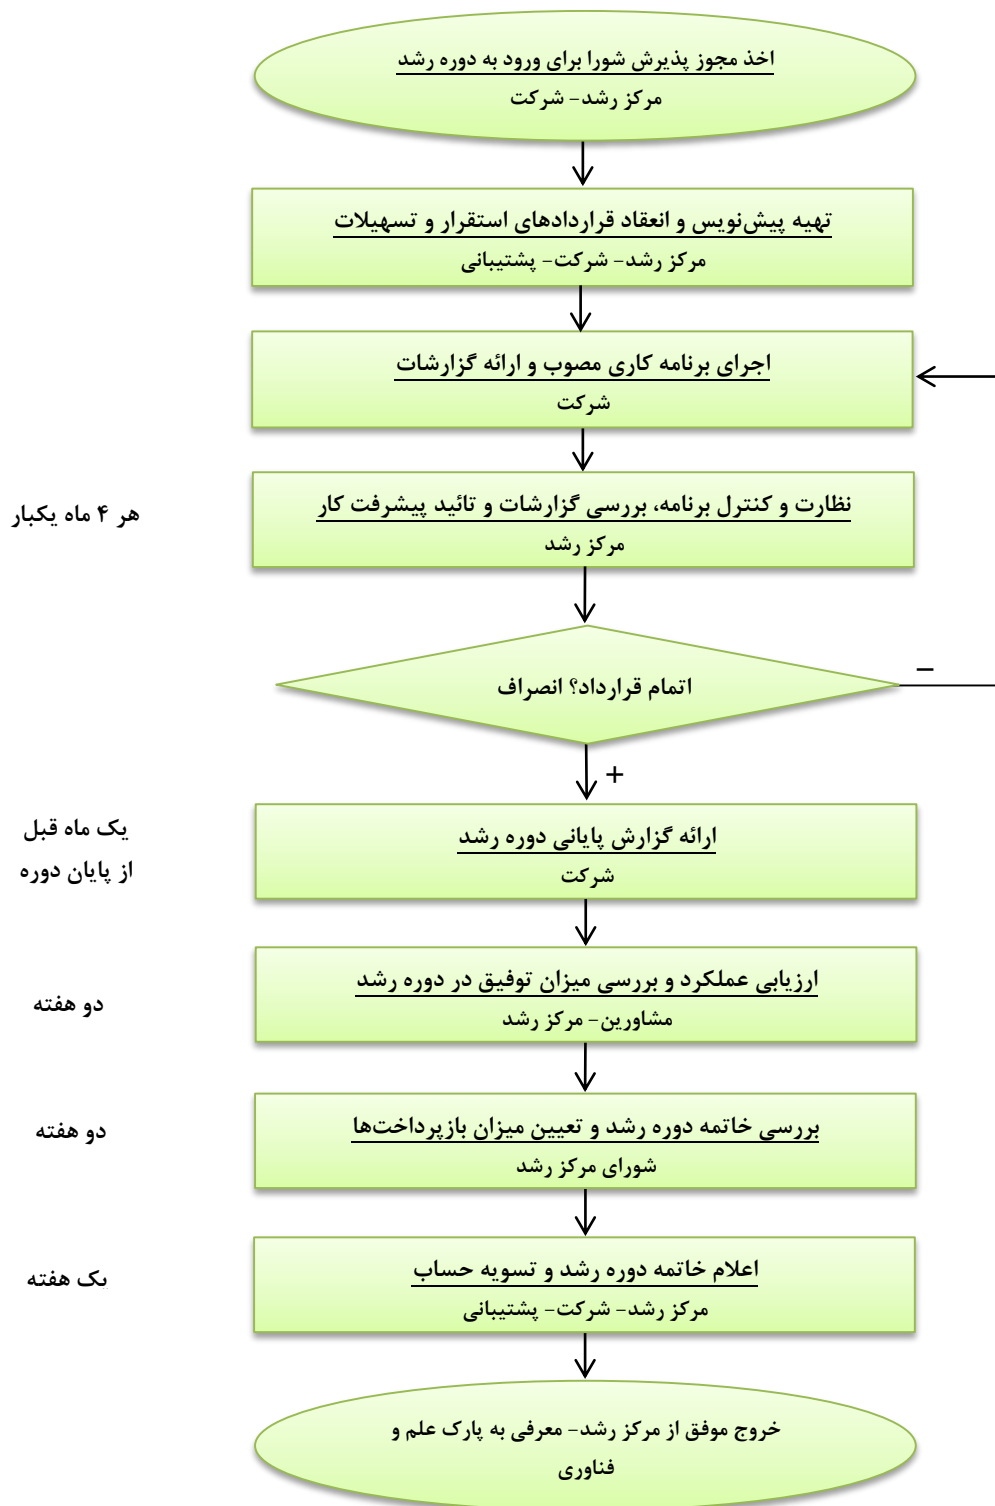 اخذ مجوز پذیرش شورا برای ورود به دوره رشد
مرکز رشد- شرکت
تهیه پیش‌نویس و انعقاد قراردادهای استقرار و تسهیلات
مرکز رشد- شرکت- پشتیبانی
اجرای برنامه کاری مصوب و ارائه گزارشات
شرکت
نظارت و کنترل برنامه، بررسی گزارشات و تائید پیشرفت کار
مرکز رشد
هر ۴ ماه یکبار
اتمام قرارداد؟ انصراف
–
+
ارائه گزارش پایانی دوره رشد
شرکت
یک ماه قبل
از پایان دوره
ارزیابی عملکرد و بررسی میزان توفیق در دوره رشد
مشاورین- مرکز رشد
دو هفته
بررسی خاتمه دوره رشد و تعیین میزان بازپرداخت‌ها
شورای مرکز رشد
دو هفته
اعلام خاتمه دوره رشد و تسویه حساب
مرکز رشد- شرکت- پشتیبانی
یک هفته
خروج موفق از مرکز رشد- معرفی به پارک علم و
فناوری